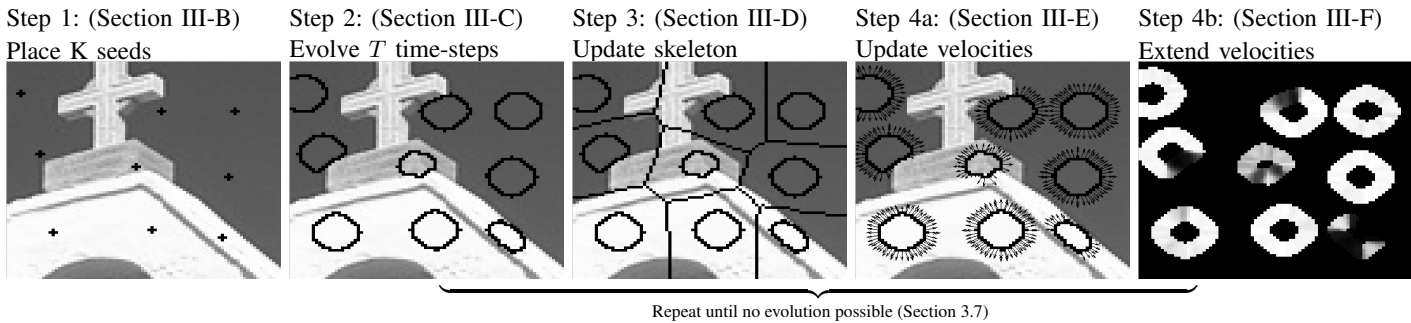 Step 1: (Section III-B)
Place K seeds
Step 2: (Section III-C)
Evolve T time-steps
Step 3: (Section III-D)
Update skeleton
Step 4a: (Section III-E)
Update velocities
Step 4b: (Section III-F)
Extend velocities
Repeat until no evolution possible (Section 3.7)